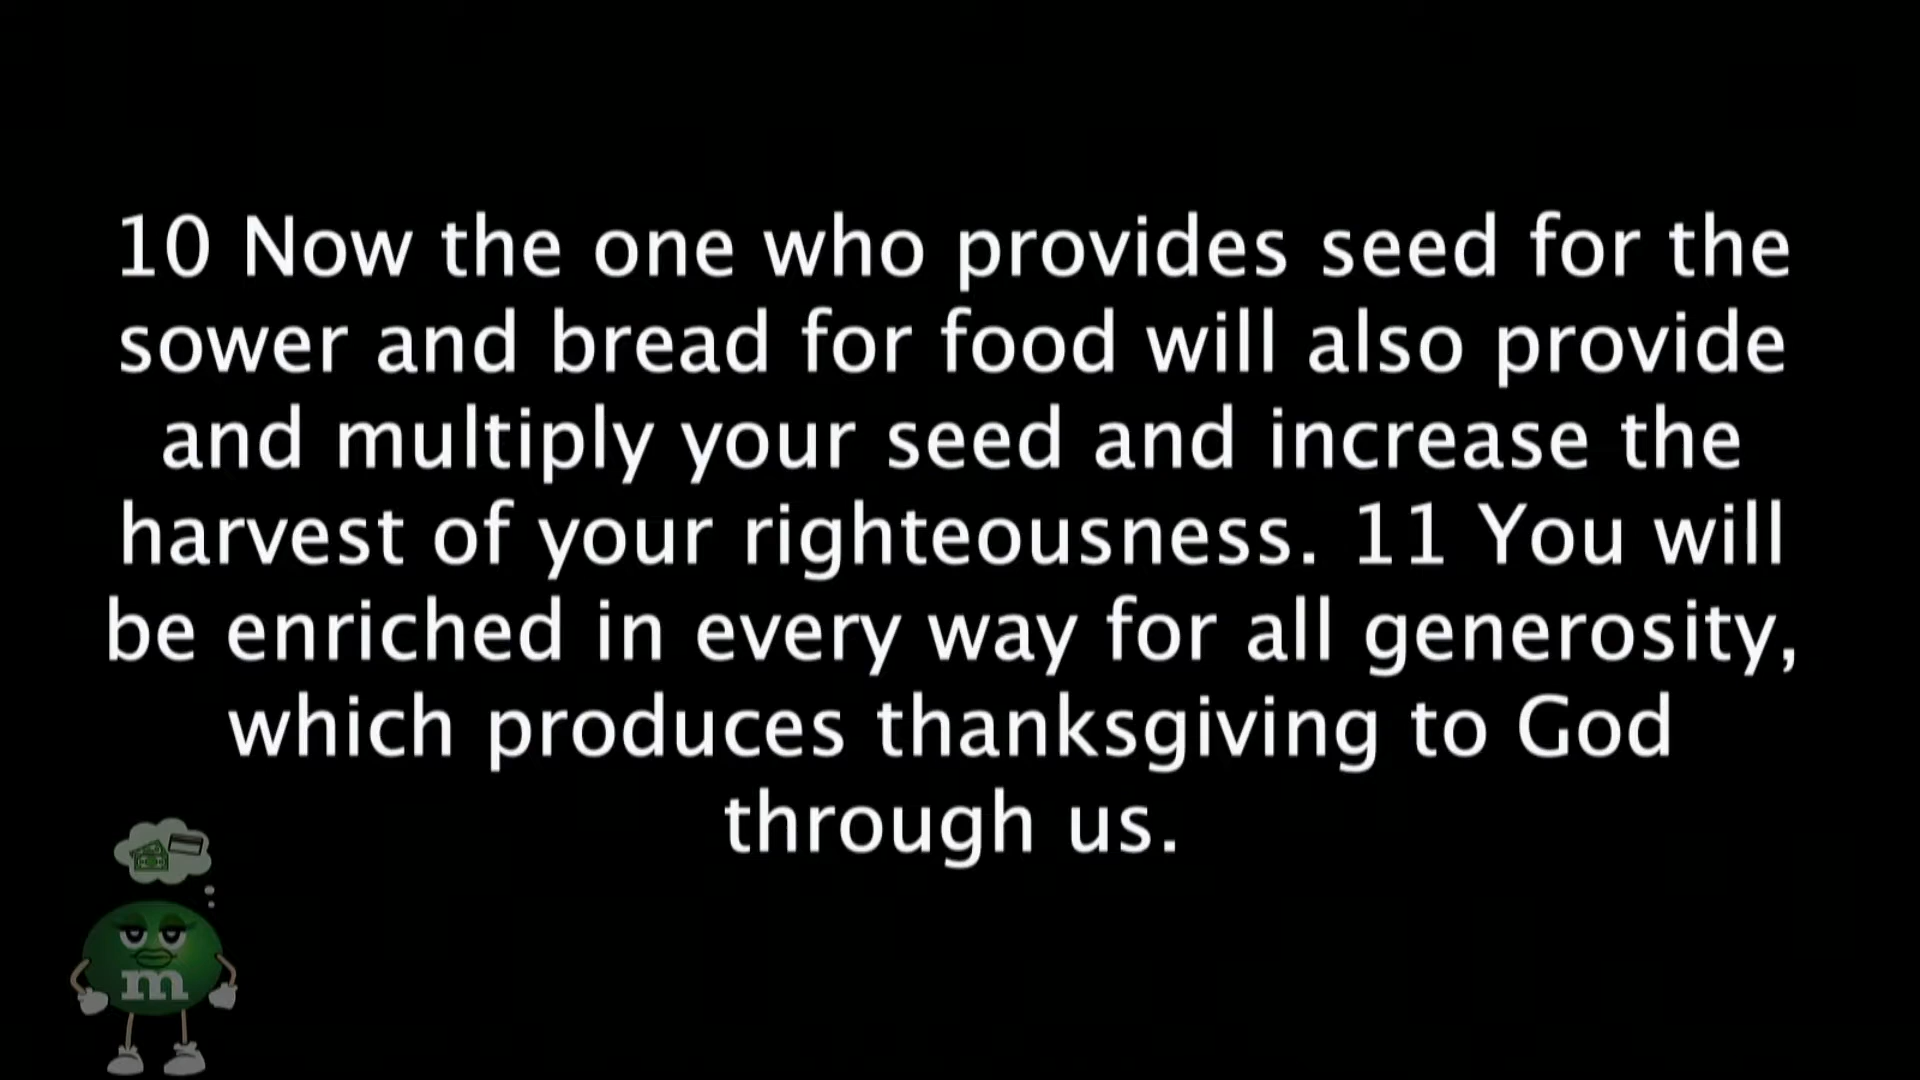 10 Now the one who provides seed for the
sower and bread for food will also provide
and multiply your seed and increase the
harvest of your righteousness. 11 You will
be enriched in every way for all generosity,
which produces thanksgiving to God
through us.
m